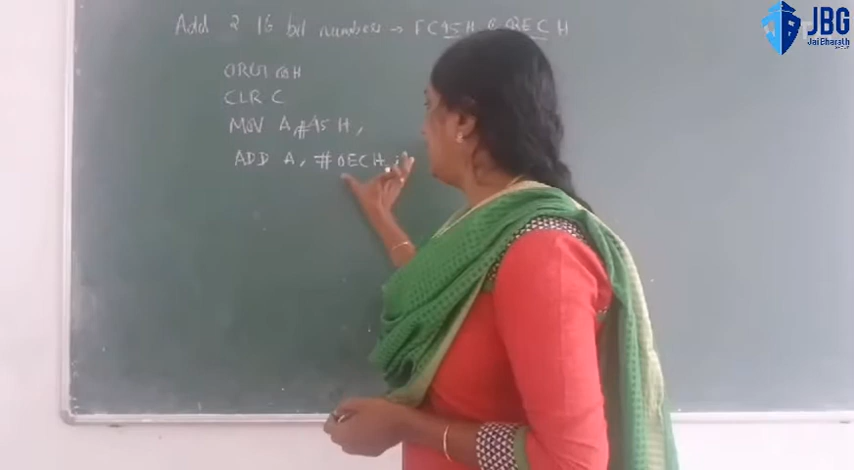 Add 2 16 bit numbers → FC45H & 02ECH
ORG 00H
CLR C
MOV A, #45H,
ADD A, #0ECH ;
JBG
Jai Bharath